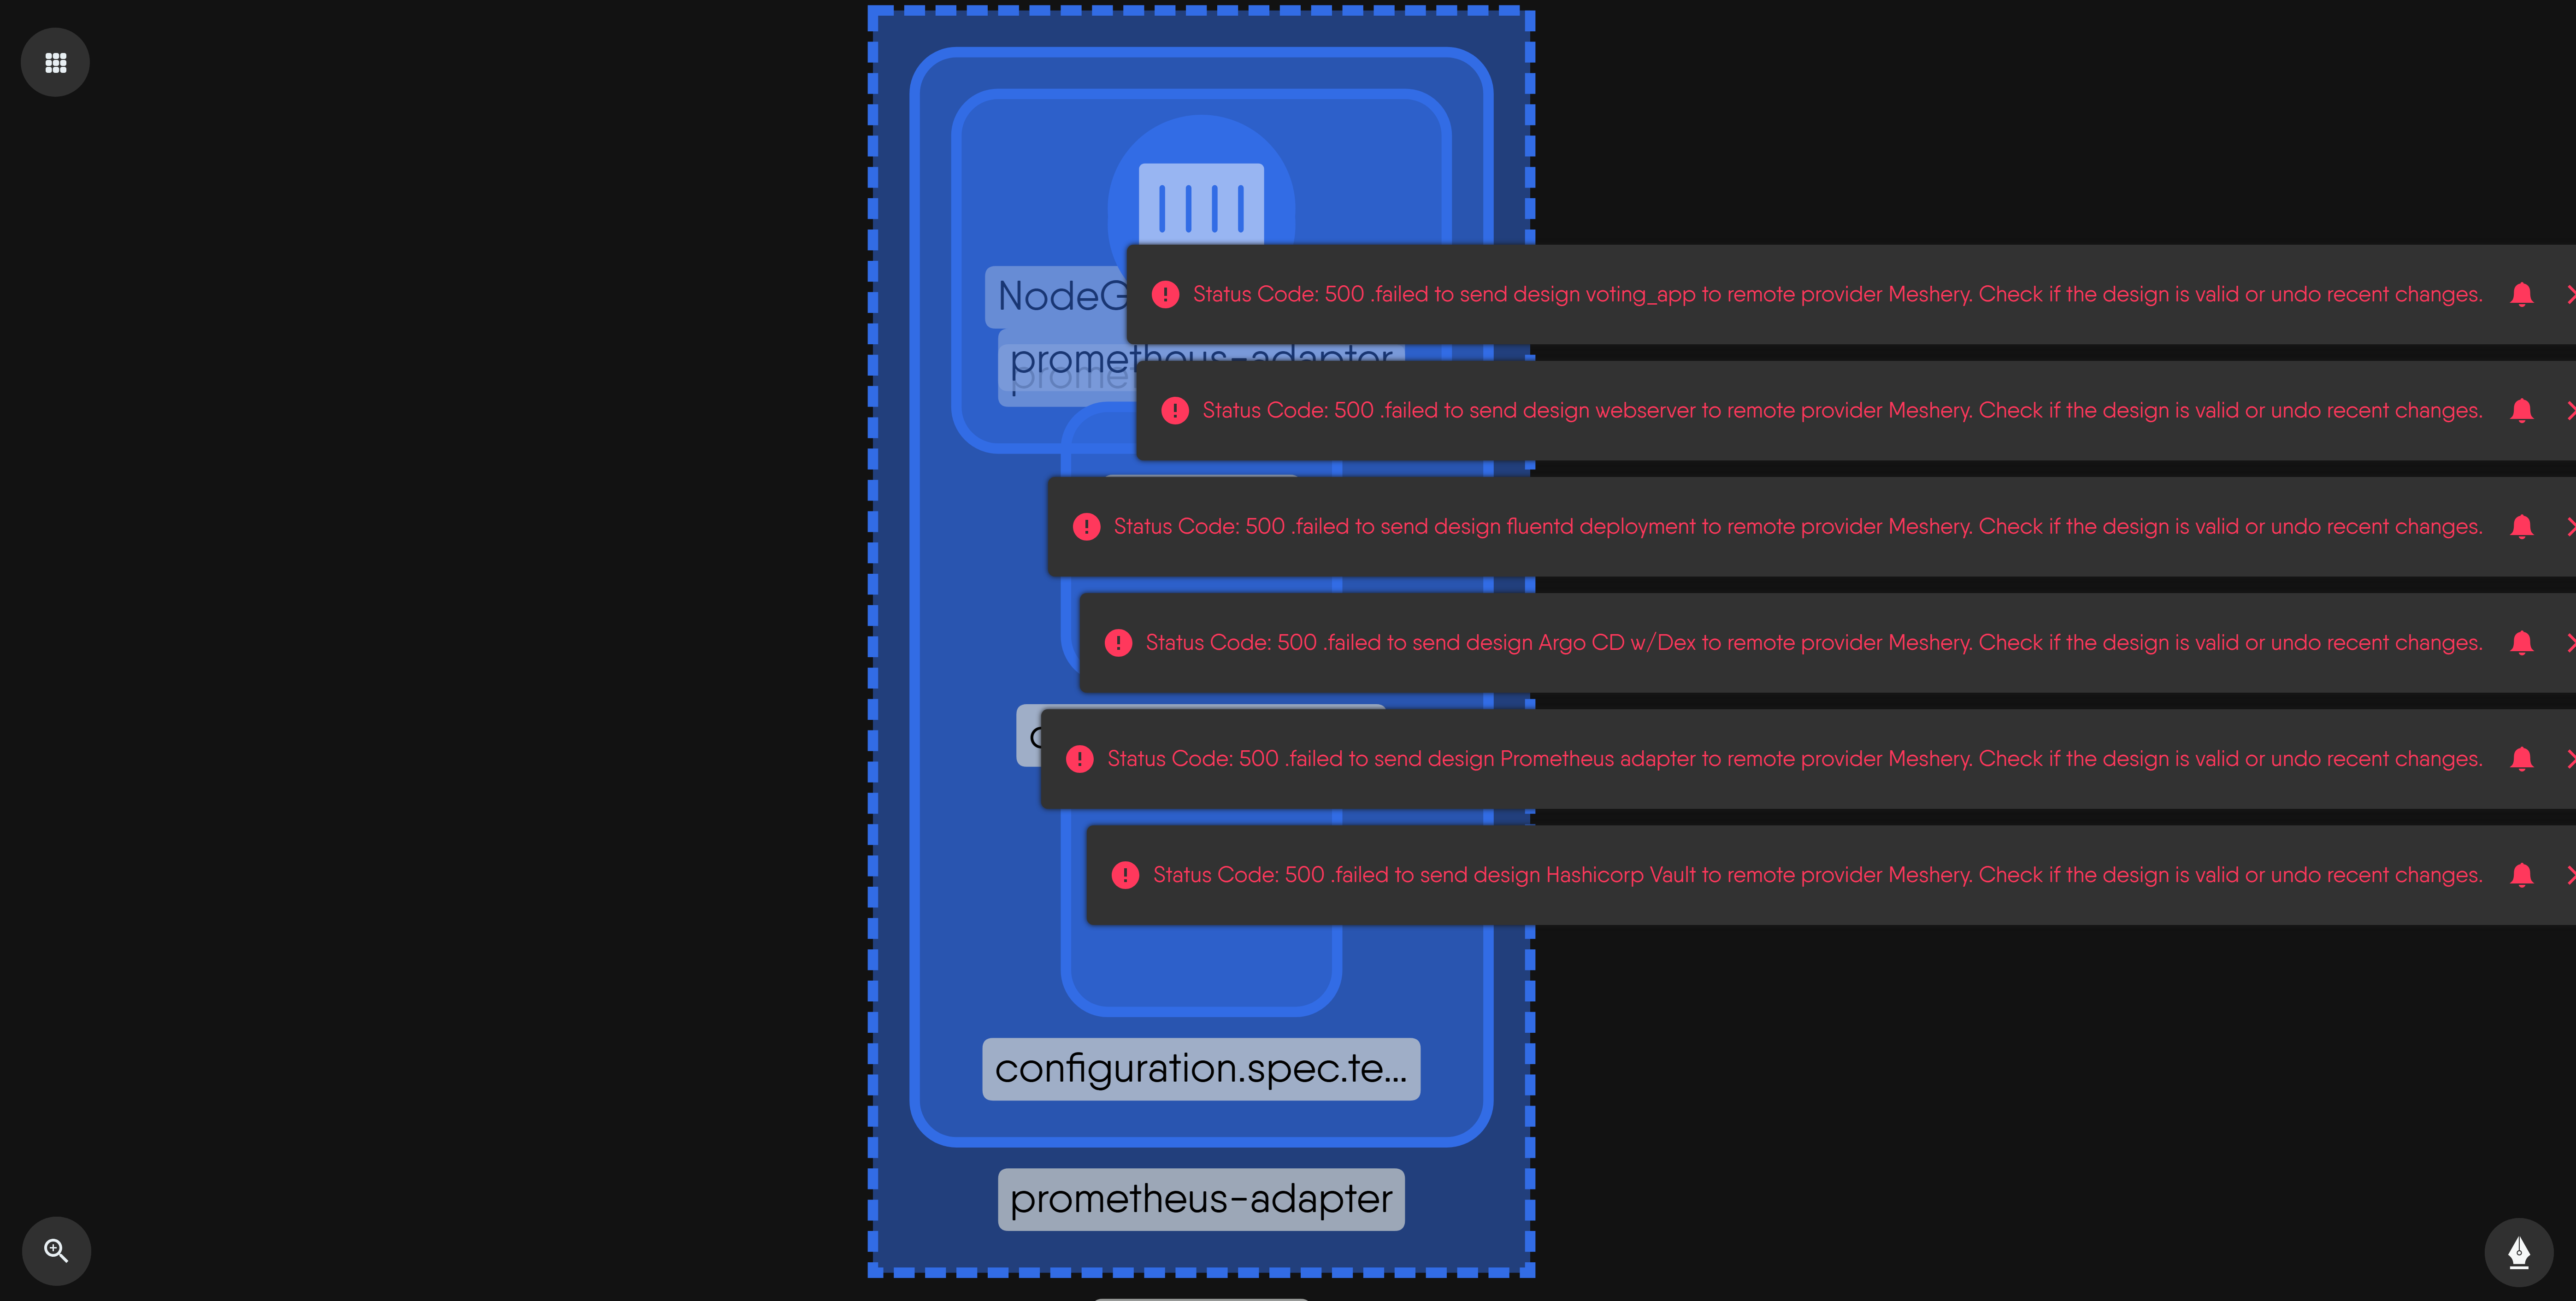 NodeG
Status Code: 500 .failed to send design voting_app to remote provider Meshery. Check if the design is valid or undo recent changes.
prometheus-adapter
Status Code: 500 .failed to send design webserver to remote provider Meshery. Check if the design is valid or undo recent changes.
Status Code: 500 .failed to send design fluentd deployment to remote provider Meshery. Check if the design is valid or undo recent changes.
Status Code: 500 .failed to send design Argo CD w/Dex to remote provider Meshery. Check if the design is valid or undo recent changes.
Status Code: 500 .failed to send design Prometheus adapter to remote provider Meshery. Check if the design is valid or undo recent changes.
Status Code: 500 .failed to send design Hashicorp Vault to remote provider Meshery. Check if the design is valid or undo recent changes.
configuration.spec.te...
prometheus-adapter